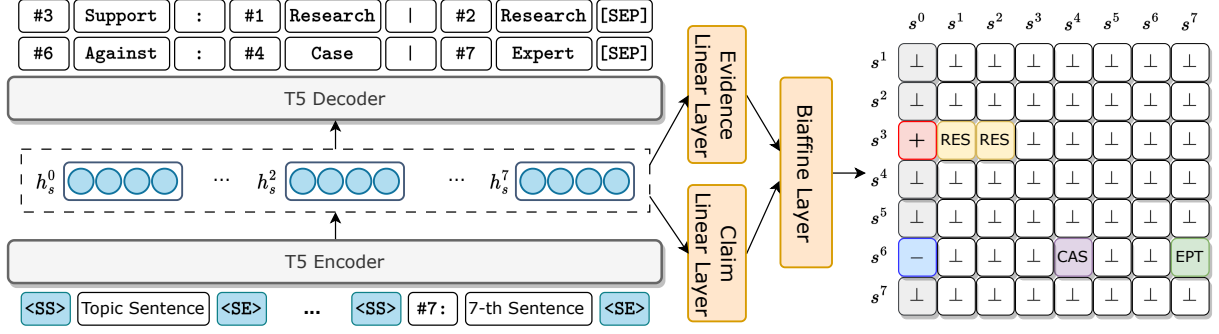 #3 Support : #1 Research | #2 Research [SEP]
#6 Against : #4 Case | #7 Expert [SEP]
T5 Decoder
h_s^0 ... h_s^2 ... h_s^7
T5 Encoder
<SS> Topic Sentence <SE> ... <SS> #7: 7-th Sentence <SE>
Evidence
Linear Layer
Claim
Linear Layer
Biaffine Layer
s^0 s^1 s^2 s^3 s^4 s^5 s^6 s^7
s^1 ⊥ ⊥ ⊥ ⊥ ⊥ ⊥ ⊥ ⊥
s^2 ⊥ ⊥ ⊥ ⊥ ⊥ ⊥ ⊥ ⊥
s^3 + RES RES ⊥ ⊥ ⊥ ⊥ ⊥
s^4 ⊥ ⊥ ⊥ ⊥ ⊥ ⊥ ⊥ ⊥
s^5 ⊥ ⊥ ⊥ ⊥ ⊥ ⊥ ⊥ ⊥
s^6 − ⊥ ⊥ ⊥ CAS ⊥ ⊥ EPT
s^7 ⊥ ⊥ ⊥ ⊥ ⊥ ⊥ ⊥ ⊥